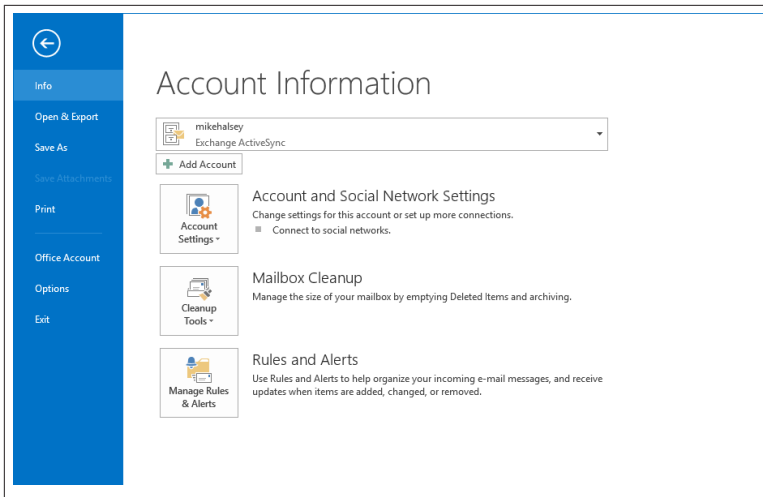 Info
Open & Export
Save As
Save Attachments
Print
Office Account
Options
Exit
Account Information
mikehalsey
Exchange ActiveSync
Add Account
Account
Settings
Account and Social Network Settings
Change settings for this account or set up more connections.
Connect to social networks.
Cleanup
Tools
Mailbox Cleanup
Manage the size of your mailbox by emptying Deleted Items and archiving.
Manage Rules
& Alerts
Rules and Alerts
Use Rules and Alerts to help organize your incoming e-mail messages, and receive
updates when items are added, changed, or removed.